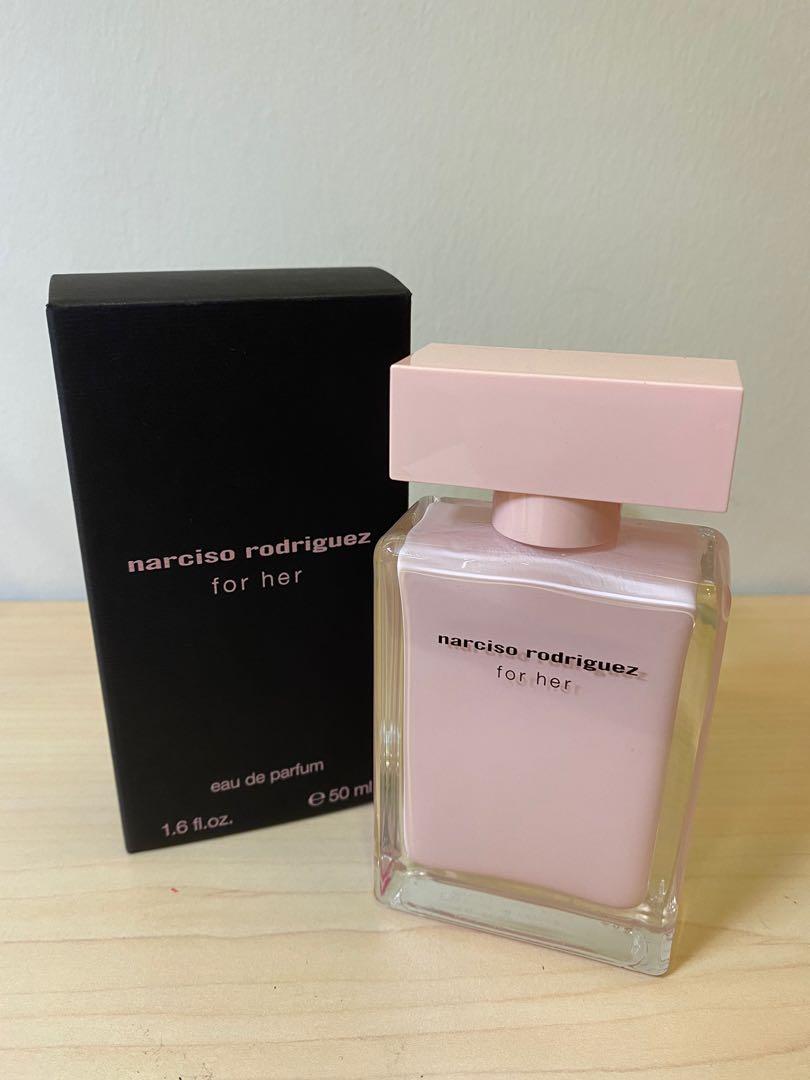 narciso rodriguez
for her
eau de parfum
1.6 fl.oz.
℮ 50 ml
narciso rodriguez
for her